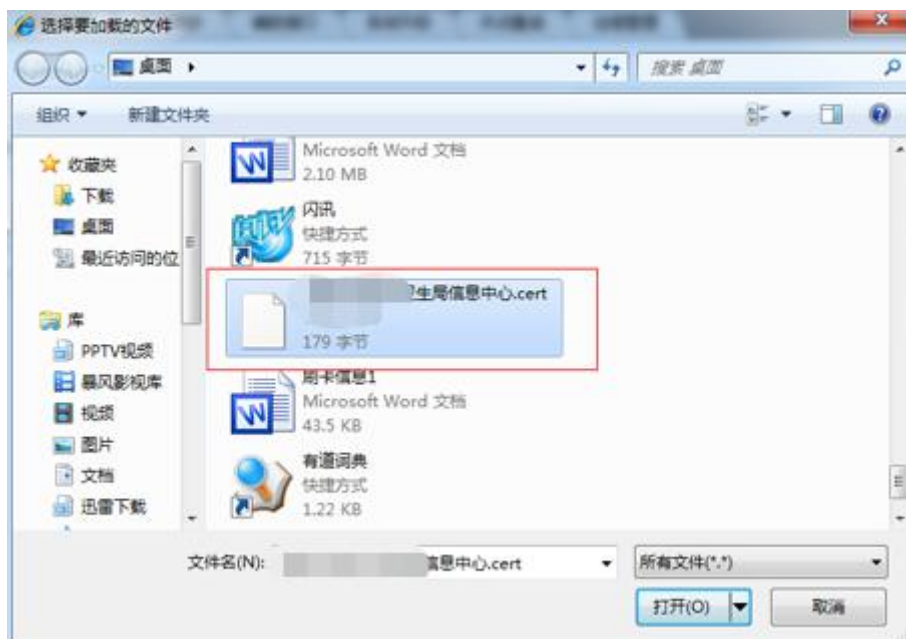 选择要加载的文件
桌面
搜索 桌面
组织
新建文件夹
收藏夹
下载
桌面
最近访问的位
库
PPTV视频
暴风影视库
视频
图片
文档
迅雷下载
Microsoft Word 文档
2.10 MB
闪讯
快捷方式
715 字节
卫生局信息中心.cert
179 字节
刷卡信息1
Microsoft Word 文档
43.5 KB
有道词典
快捷方式
1.22 KB
文件名(N):
信息中心.cert
所有文件(*.*)
打开(O)
取消